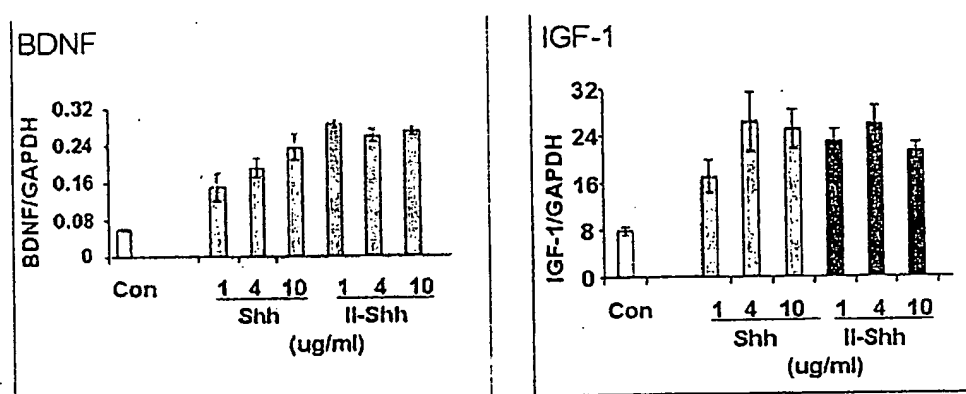 BDNF
BDNF/GAPDH
0.32
0.24
0.16
0.08
0
Con
1 4 10 1 4 10
Shh II-Shh
(ug/ml)
IGF-1
IGF-1/GAPDH
32
24
16
8
0
Con
1 4 10 1 4 10
Shh II-Shh
(ug/ml)